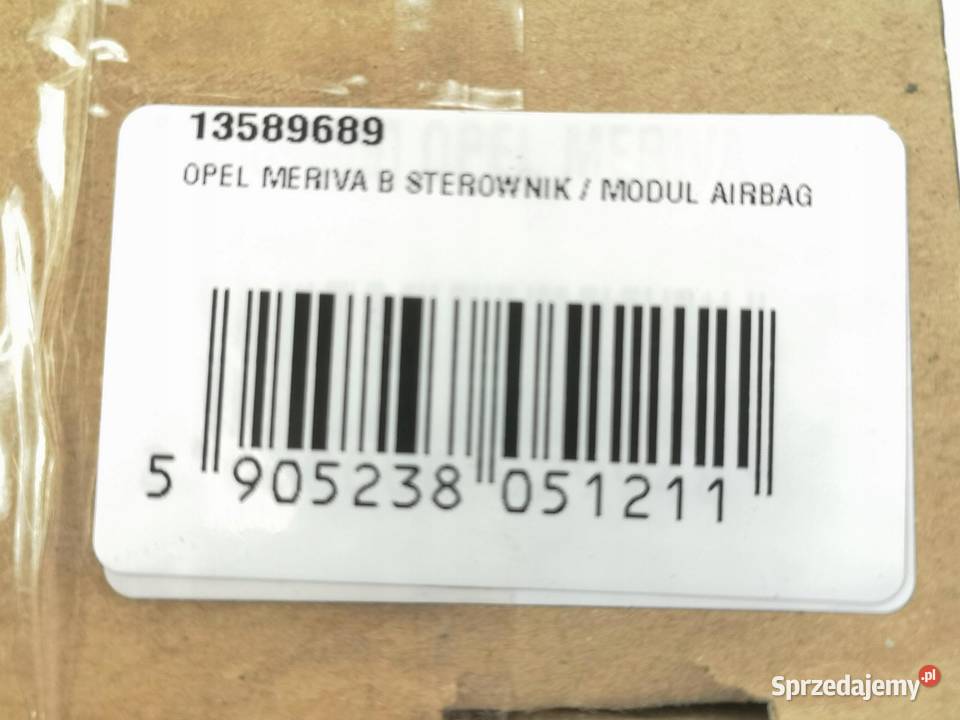 13589689
OPEL MERIVA B STEROWNIK / MODUL AIRBAG
5 905238 051211
Sprzedajemy.pl